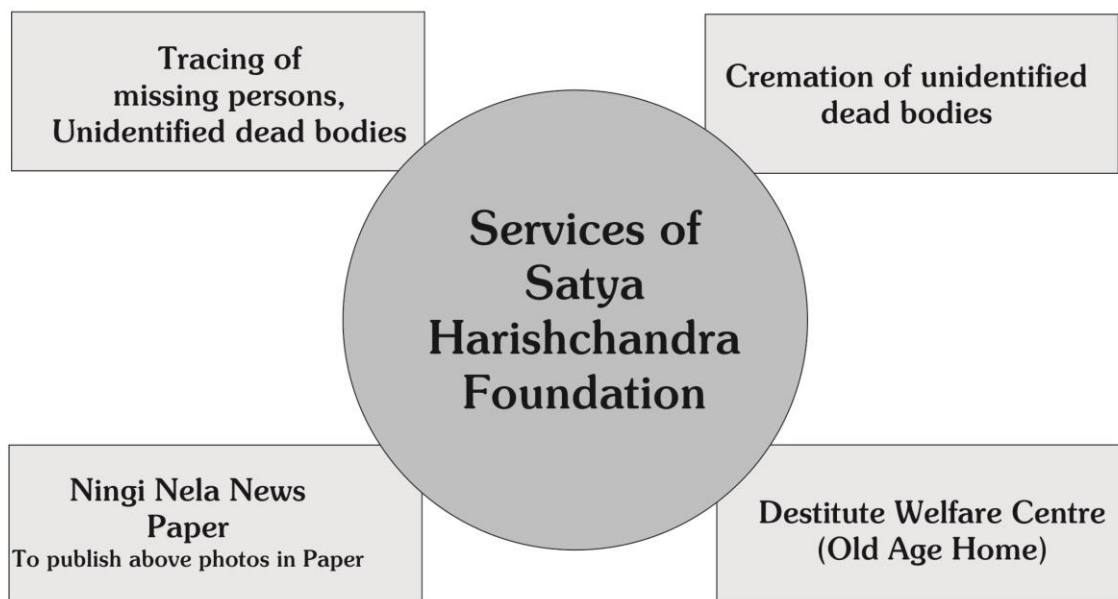 Tracing of
missing persons,
Unidentified dead bodies
Cremation of unidentified
dead bodies
Services of
Satya
Harishchandra
Foundation
Ningi Nela News
Paper
To publish above photos in Paper
Destitute Welfare Centre
(Old Age Home)